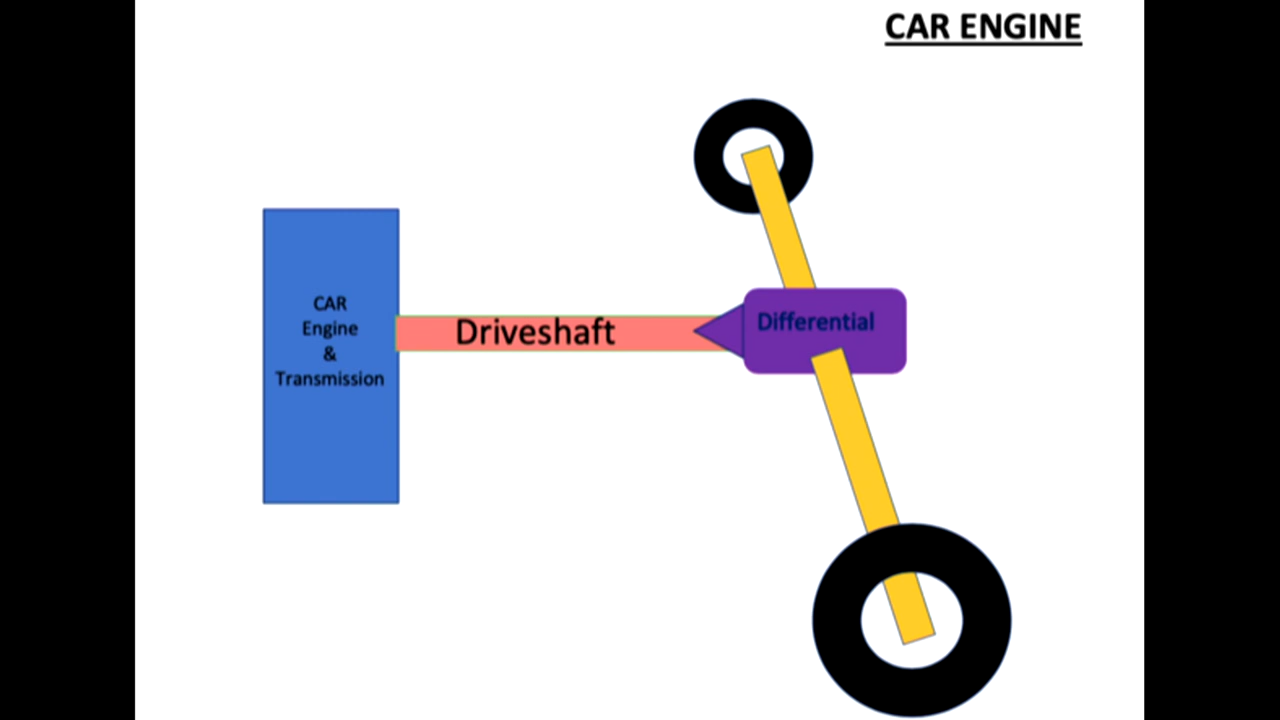 CAR ENGINE
CAR
Engine
&
Transmission
Driveshaft
Differential